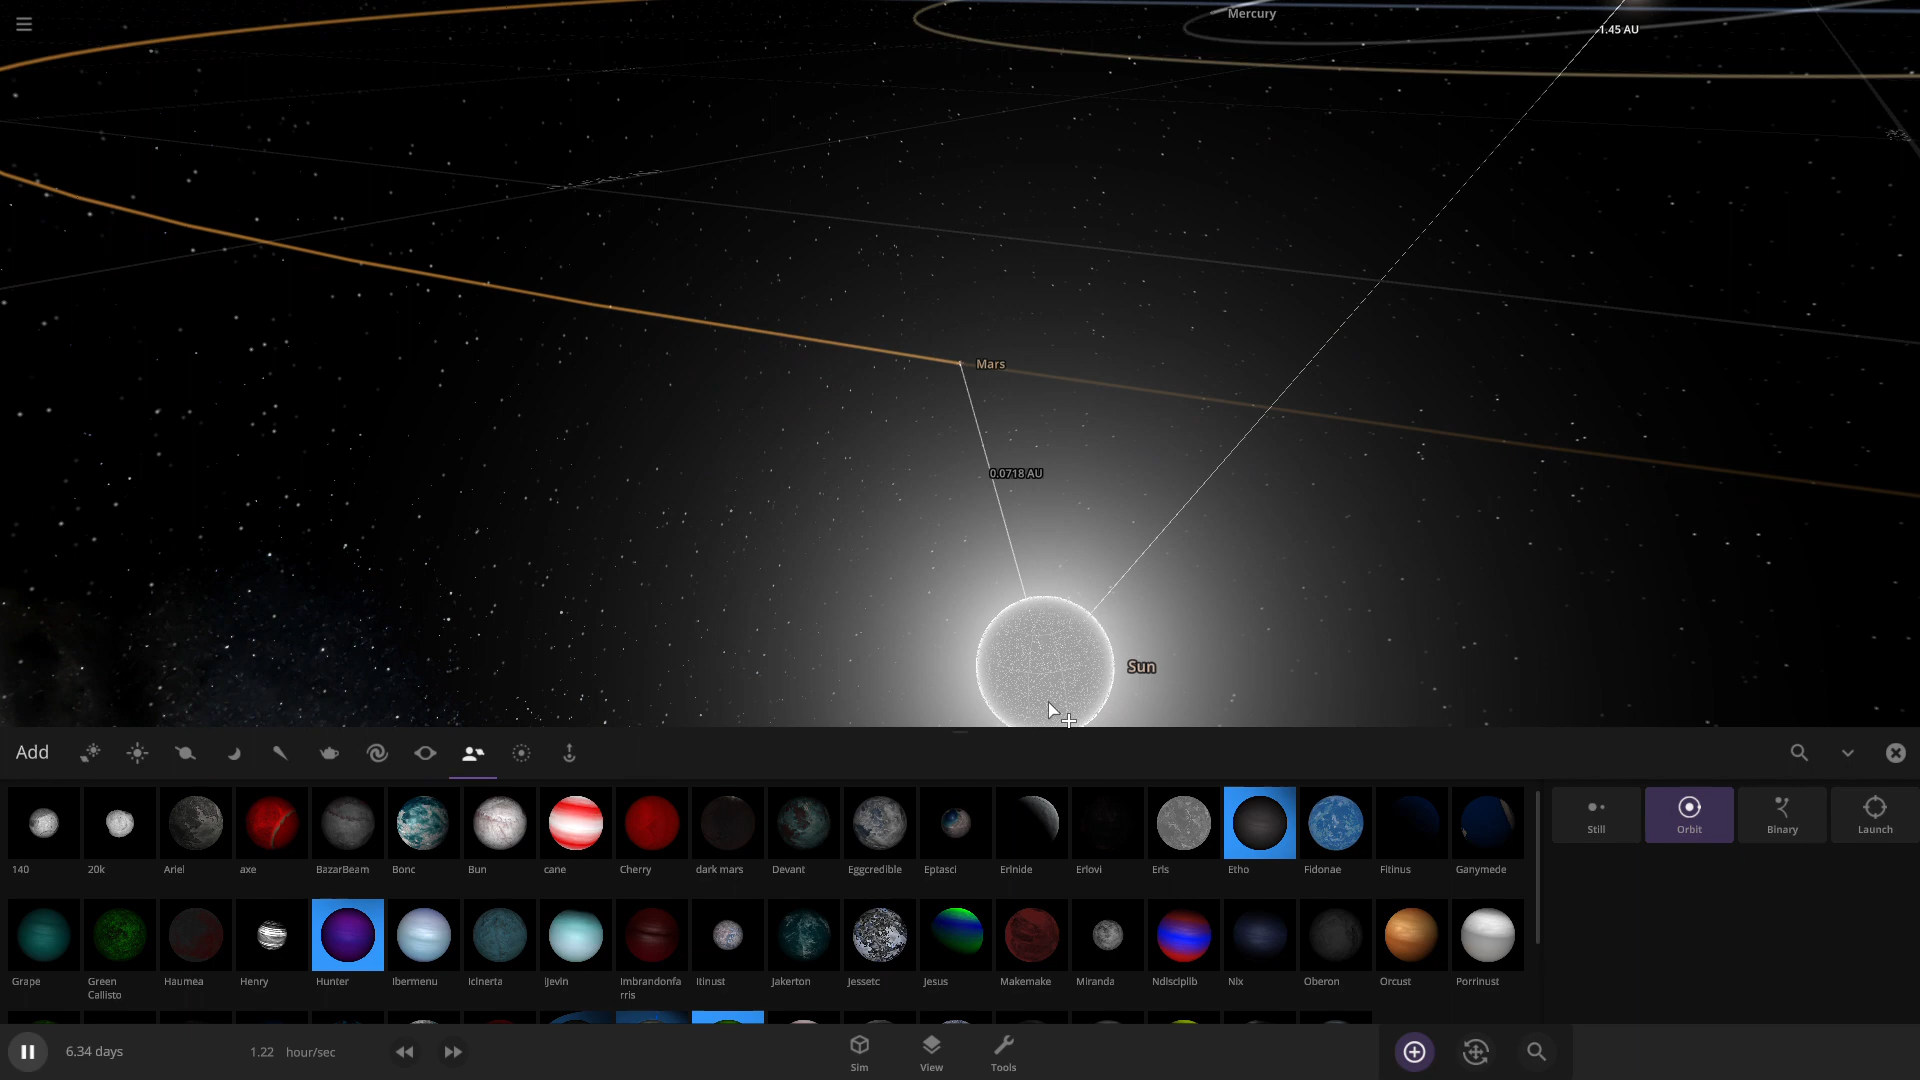 Mercury
1.45 AU
Mars
0.0718 AU
Sun
Add
140
20k
Ariel
axe
BazarBeam
Bonc
Bun
cane
Cherry
dark mars
Devant
Eggcredible
Eptasci
Erinide
Eriovi
Eris
Etho
Fidonae
Fitinus
Ganymede
Still
Orbit
Binary
Launch
Grape
Green
Callisto
Haumea
Henry
Hunter
Ibermenu
Icinerta
iJevin
Imbrandonfa
rris
Itinust
Jakerton
Jessetc
Jesus
Makemake
Miranda
Ndisciplib
Nix
Oberon
Orcust
Porrinust
6.34 days
1.22 hour/sec
Sim
View
Tools